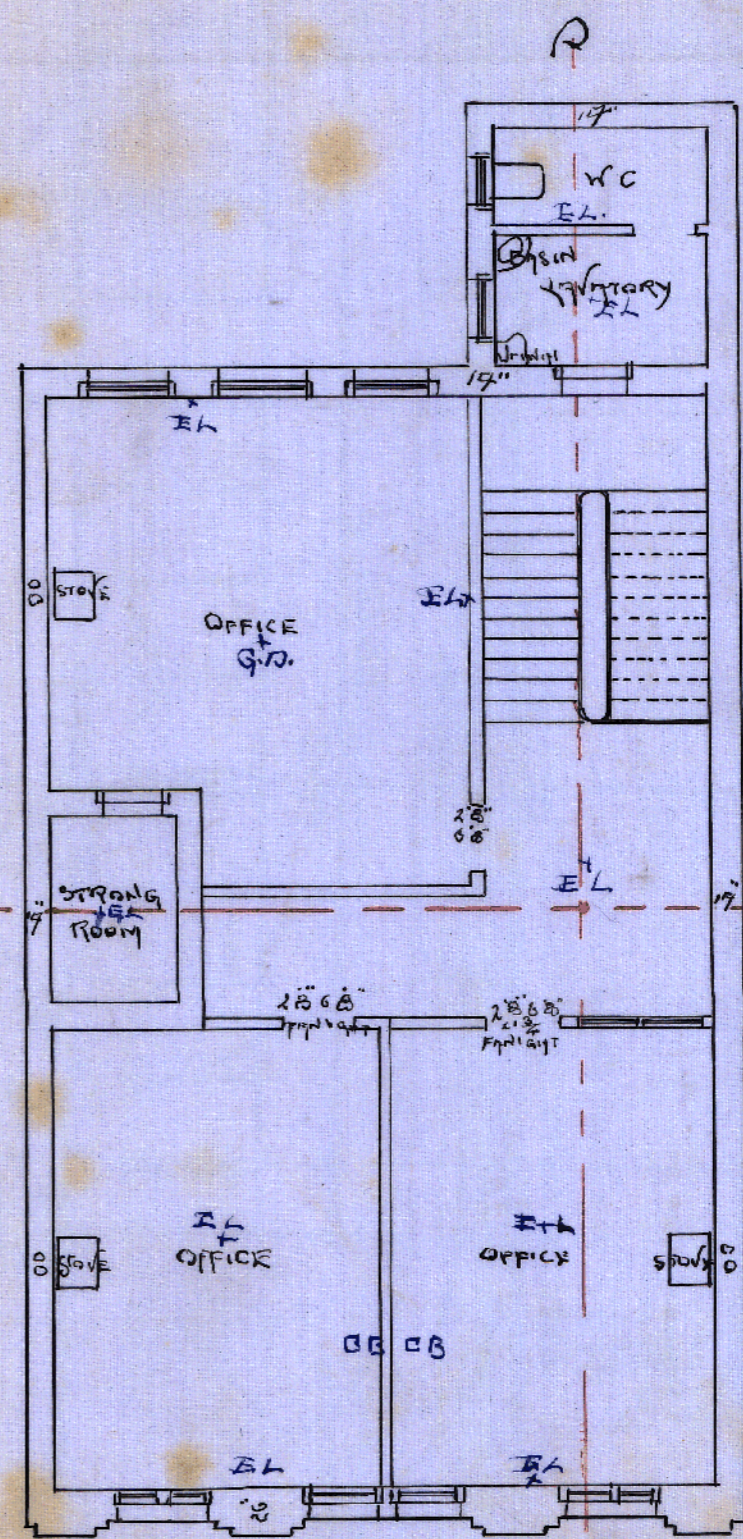 14"
WC
EL.
BASIN
LAVATORY
EL
Urinal
14"
EL
STOVE
OFFICE
EL
2'8"
6'8"
EL
STRONG
EL
ROOM
14"
2'8" 6'8"
2'8" 6'8"
FANLIGHT
EL
OFFICE
EL
OFFICE
STOVE
STOVE
CB
CB
EL
EL